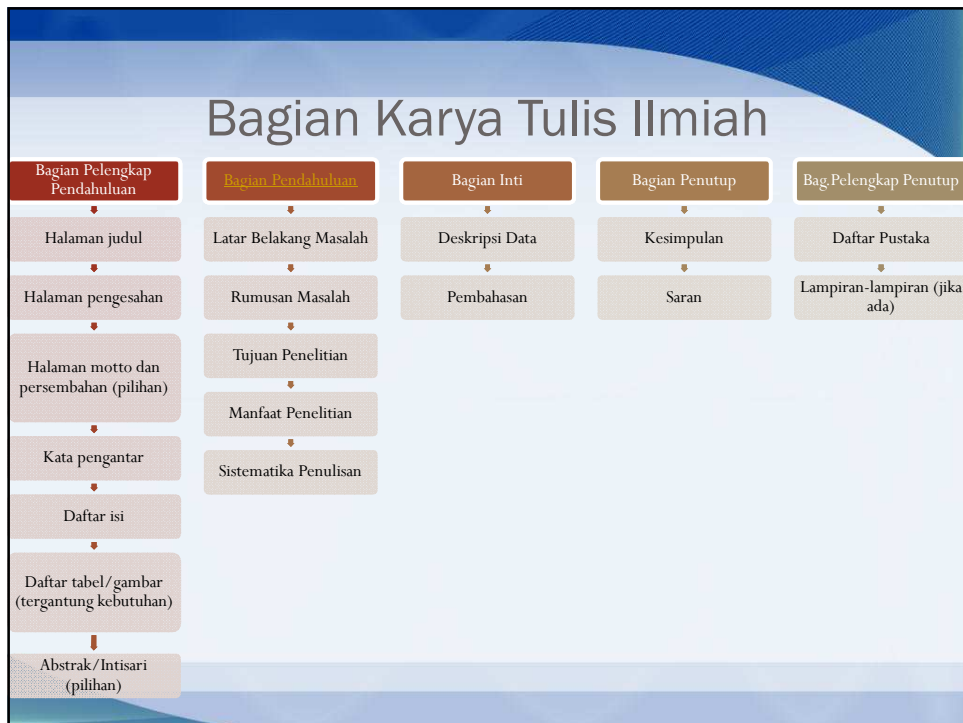 Bagian Karya Tulis Ilmiah
Bagian Pelengkap
Pendahuluan
Halaman judul
Halaman pengesahan
Halaman motto dan
persembahan (pilihan)
Kata pengantar
Daftar isi
Daftar tabel/gambar
(tergantung kebutuhan)
Abstrak/Intisari
(pilihan)
Bagian Pendahuluan
Latar Belakang Masalah
Rumusan Masalah
Tujuan Penelitian
Manfaat Penelitian
Sistematika Penulisan
Bagian Inti
Deskripsi Data
Pembahasan
Bagian Penutup
Kesimpulan
Saran
Bag.Pelengkap Penutup
Daftar Pustaka
Lampiran-lampiran (jika
ada)